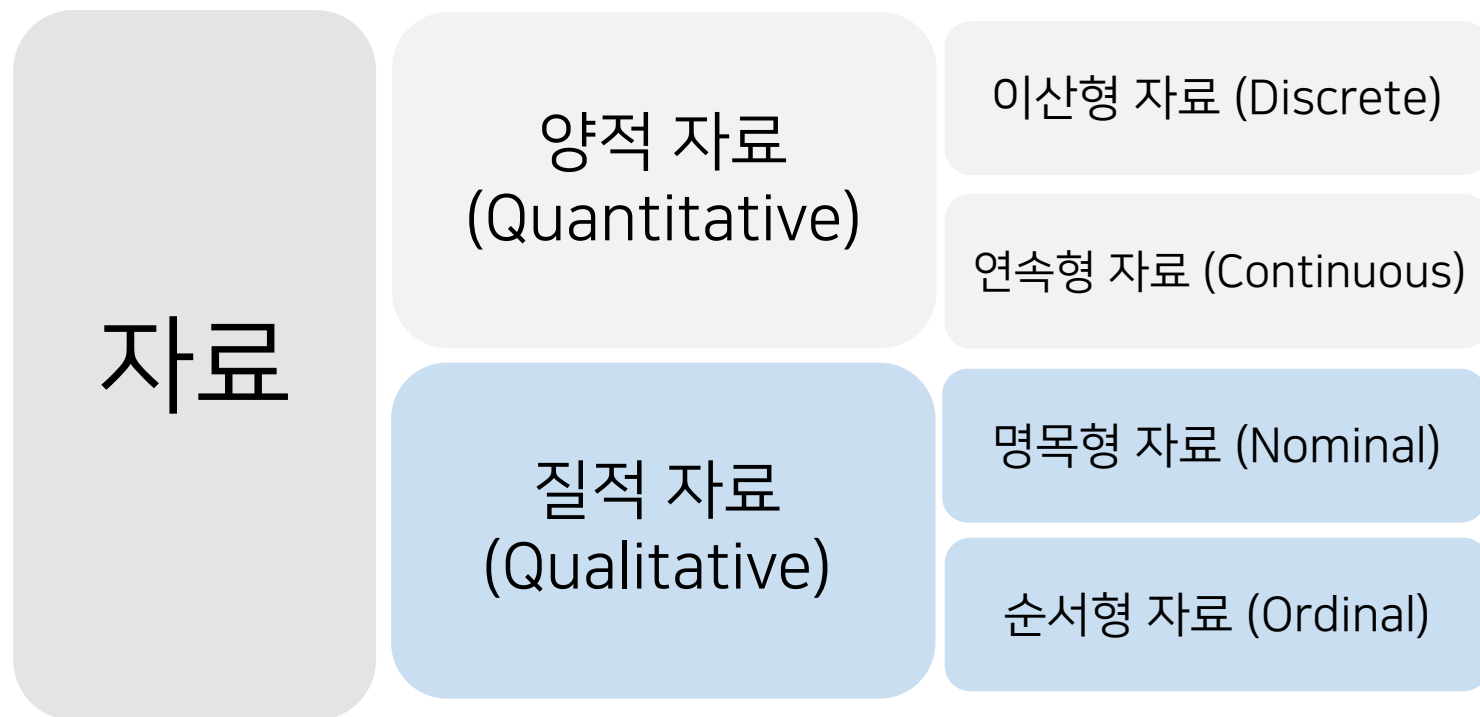 자료
양적 자료
(Quantitative)
이산형 자료 (Discrete)
연속형 자료 (Continuous)
질적 자료
(Qualitative)
명목형 자료 (Nominal)
순서형 자료 (Ordinal)